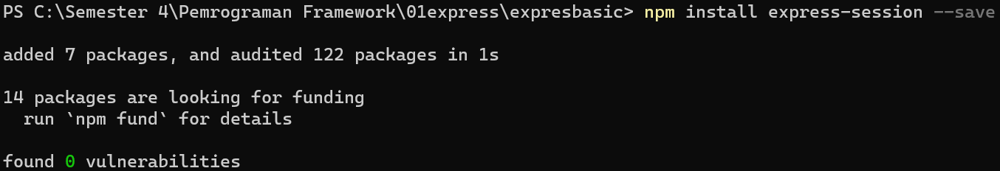 PS C:\Semester 4\Pemrograman Framework\01express\expresbasic> npm install express-session --save
added 7 packages, and audited 122 packages in 1s
14 packages are looking for funding
  run `npm fund` for details
found 0 vulnerabilities